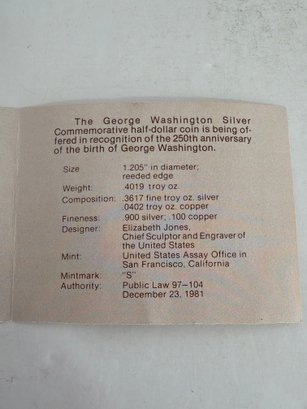 The George Washington Silver
Commemorative half-dollar coin is being of-
fered in recognition of the 250th anniversary
of the birth of George Washington.
Size 1.205" in diameter;
reeded edge
Weight: .4019 troy oz.
Composition: .3617 fine troy oz. silver
.0402 troy oz. copper
Fineness: .900 silver; .100 copper
Designer: Elizabeth Jones,
Chief Sculptor and Engraver of
the United States
Mint: United States Assay Office in
San Francisco, California
Mintmark: "S"
Authority: Public Law 97–104
December 23, 1981